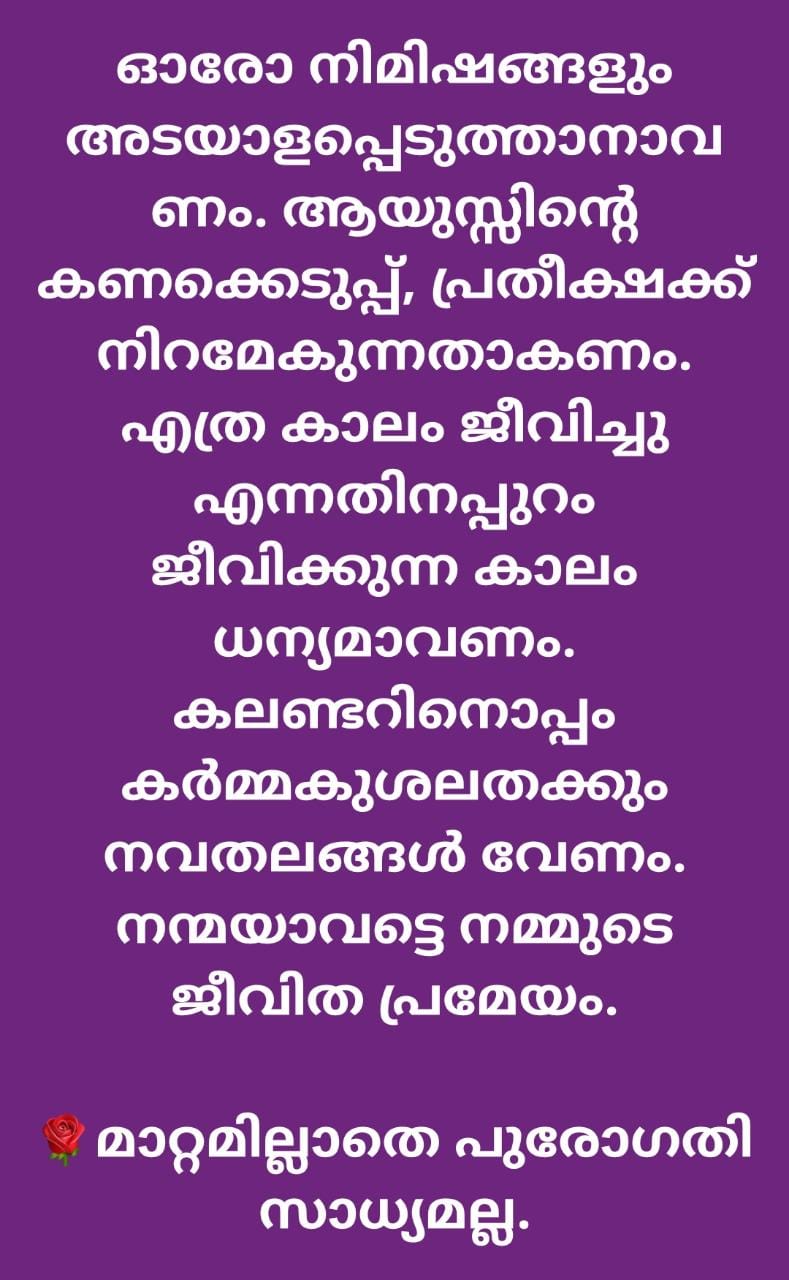 ഓരോ നിമിഷങ്ങളും
അടയാളപ്പെടുത്താനാവ
ണം. ആയുസ്സിന്റെ
കണക്കെടുപ്പ്, പ്രതീക്ഷക്ക്
നിറമേകുന്നതാകണം.
എത്ര കാലം ജീവിച്ചു
എന്നതിനപ്പുറം
ജീവിക്കുന്ന കാലം
ധന്യമാവണം.
കലണ്ടറിനൊപ്പം
കർമ്മകുശലതക്കും
നവതലങ്ങൾ വേണം.
നന്മയാവട്ടെ നമ്മുടെ
ജീവിത പ്രമേയം.
🌹മാറ്റമില്ലാതെ പുരോഗതി
സാധ്യമല്ല.